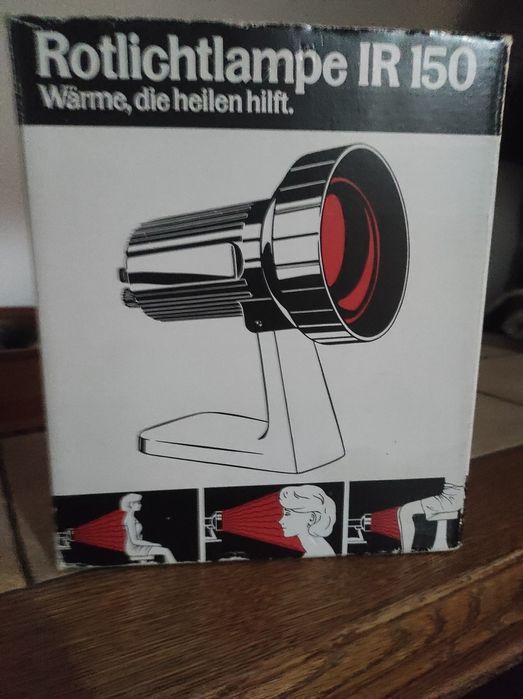 Rotlichtlampe IR 150
Wärme, die heilen hilft.